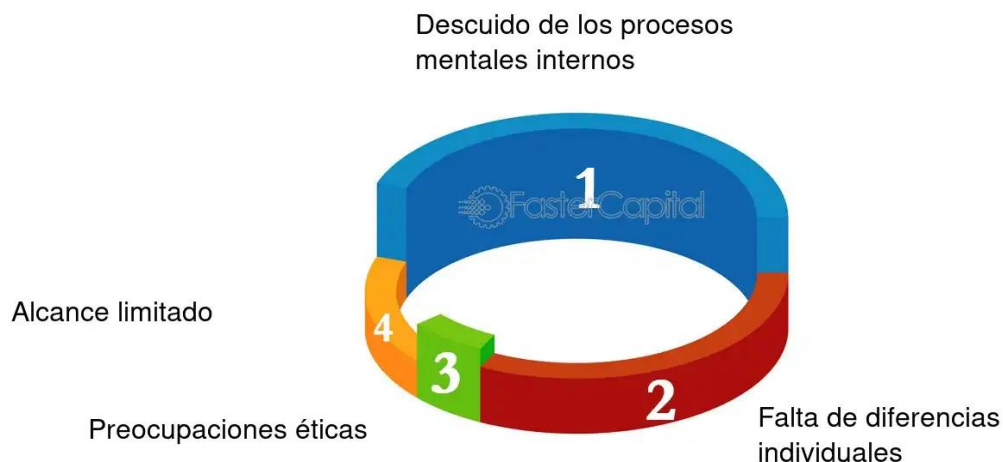 Descuido de los procesos
mentales internos
1
FasterCapital
Alcance limitado
4
3
2
Preocupaciones éticas
Falta de diferencias
individuales